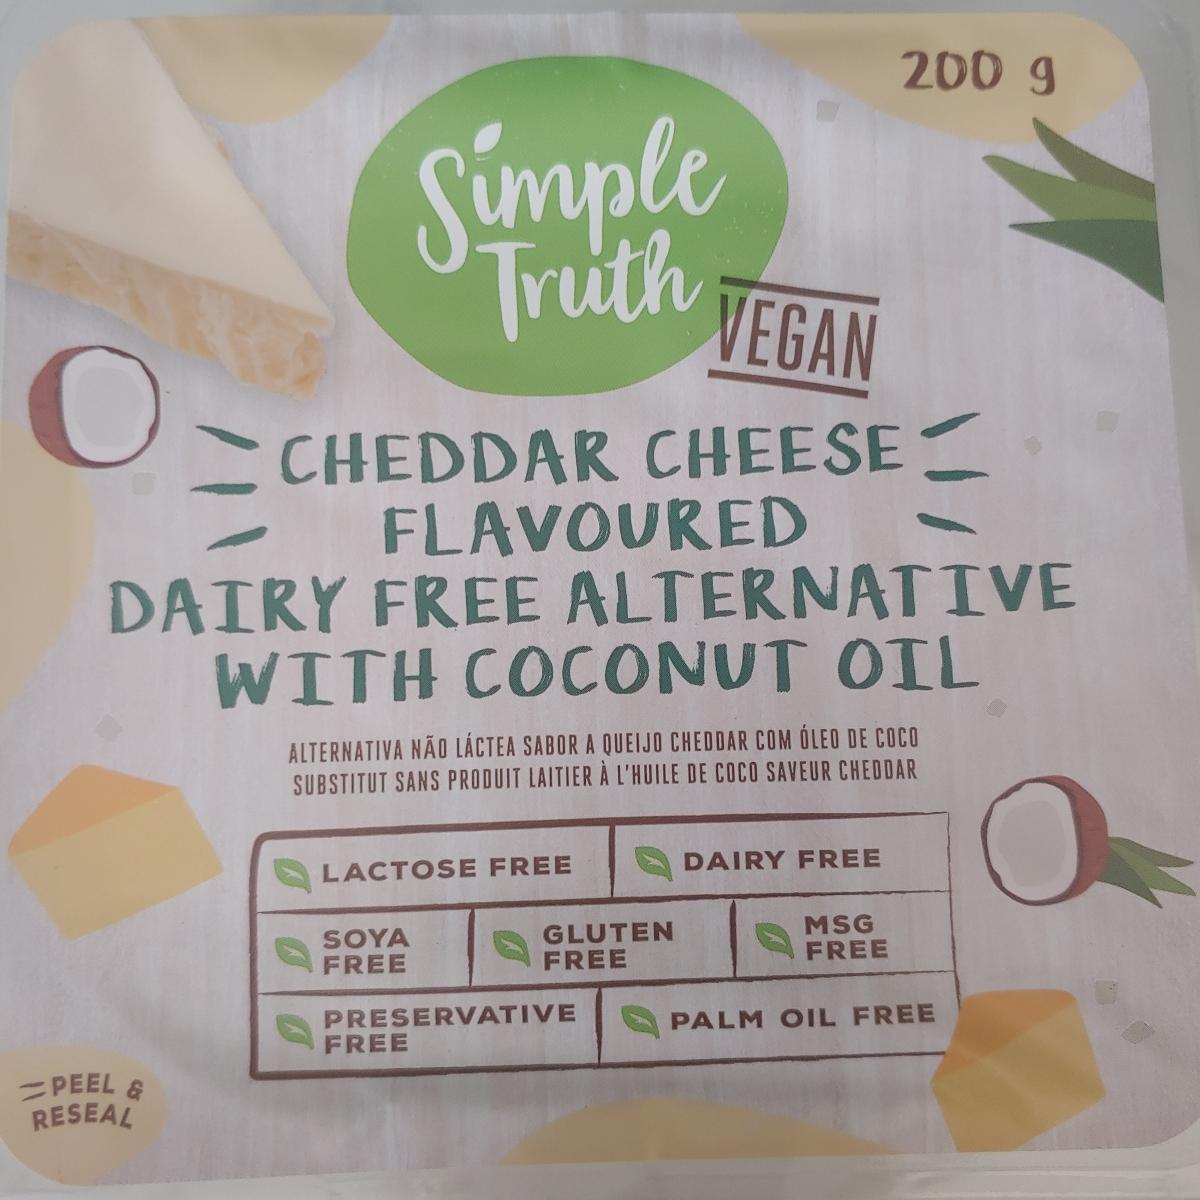 200 g
Simple
Truth
VEGAN
CHEDDAR CHEESE
FLAVOURED
DAIRY FREE ALTERNATIVE
WITH COCONUT OIL
ALTERNATIVA NÃO LÁCTEA SABOR A QUEIJO CHEDDAR COM ÓLEO DE COCO
SUBSTITUT SANS PRODUIT LAITIER À L'HUILE DE COCO SAVEUR CHEDDAR
LACTOSE FREE
DAIRY FREE
SOYA
FREE
GLUTEN
FREE
MSG
FREE
PRESERVATIVE
FREE
PALM OIL FREE
PEEL &
RESEAL